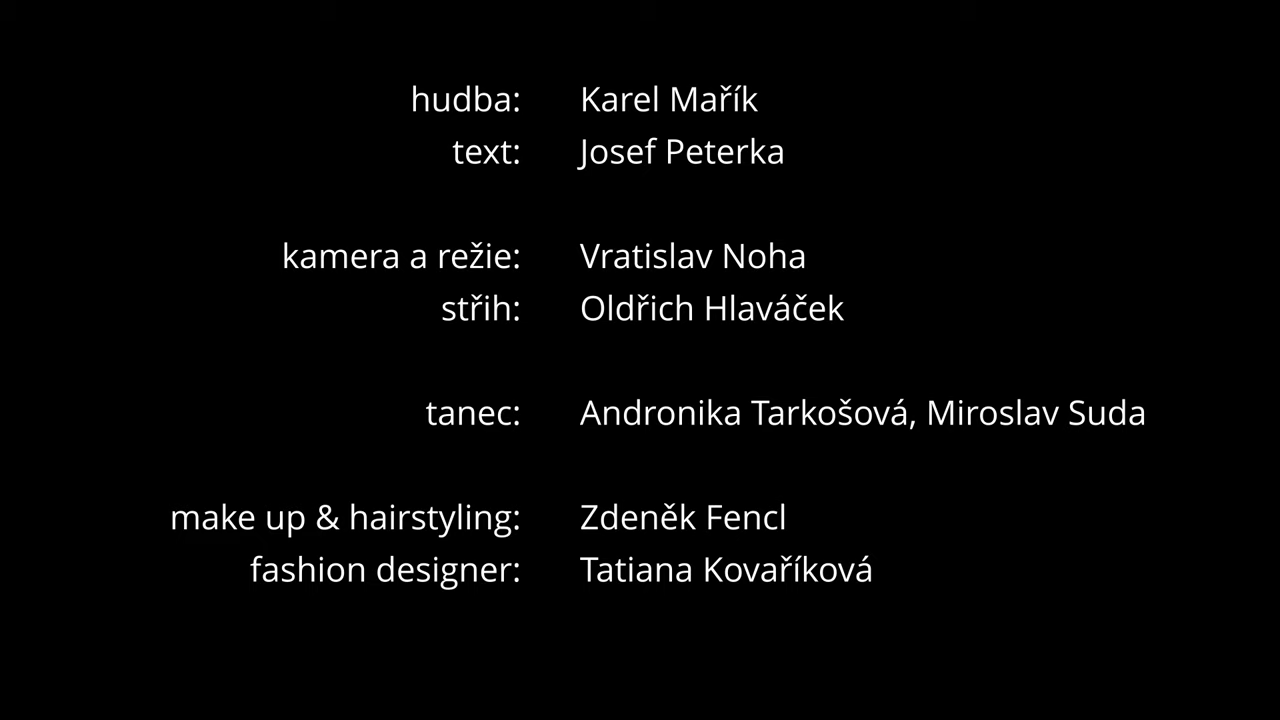 hudba: Karel Mařík
text: Josef Peterka
kamera a režie: Vratislav Noha
střih: Oldřich Hlaváček
tanec: Andronika Tarkošová, Miroslav Suda
make up & hairstyling: Zdeněk Fencl
fashion designer: Tatiana Kovaříková